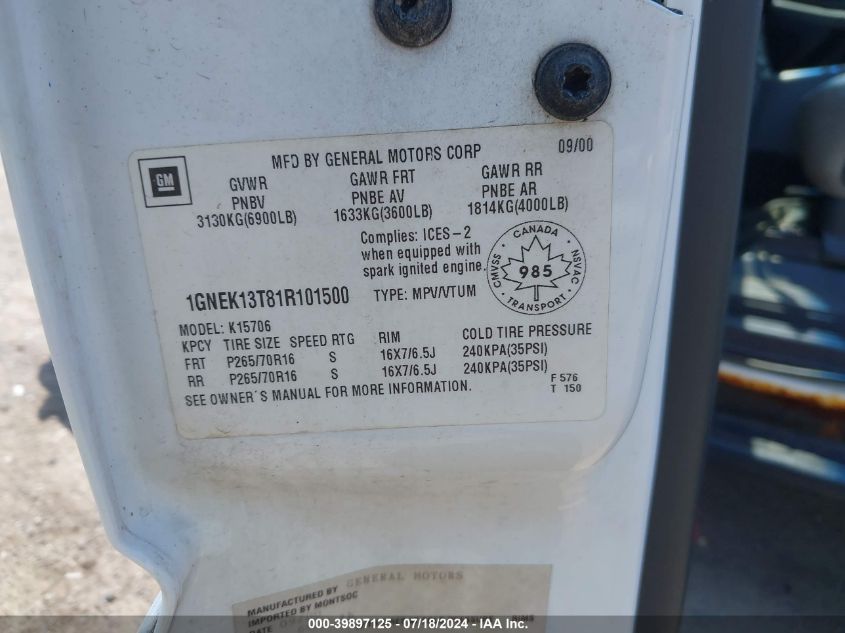 GM
MFD BY GENERAL MOTORS CORP 09/00
GVWR GAWR FRT GAWR RR
PNBV PNBE AV PNBE AR
3130KG(6900LB) 1633KG(3600LB) 1814KG(4000LB)
Complies: ICES-2
when equipped with
spark ignited engine.
CANADA
CMVSS 985 NSVAC
TRANSPORT
1GNEK13T81R101500 TYPE: MPV/VTUM
MODEL: K15706
KPCY TIRE SIZE SPEED RTG RIM COLD TIRE PRESSURE
FRT P265/70R16 S 16X7/6.5J 240KPA(35PSI)
RR P265/70R16 S 16X7/6.5J 240KPA(35PSI)
SEE OWNER'S MANUAL FOR MORE INFORMATION.
F 576
T 150
MANUFACTURED BY GENERAL MOTORS
IMPORTED BY MONTSOC
DATE
000-39897125 - 07/18/2024 - IAA Inc.